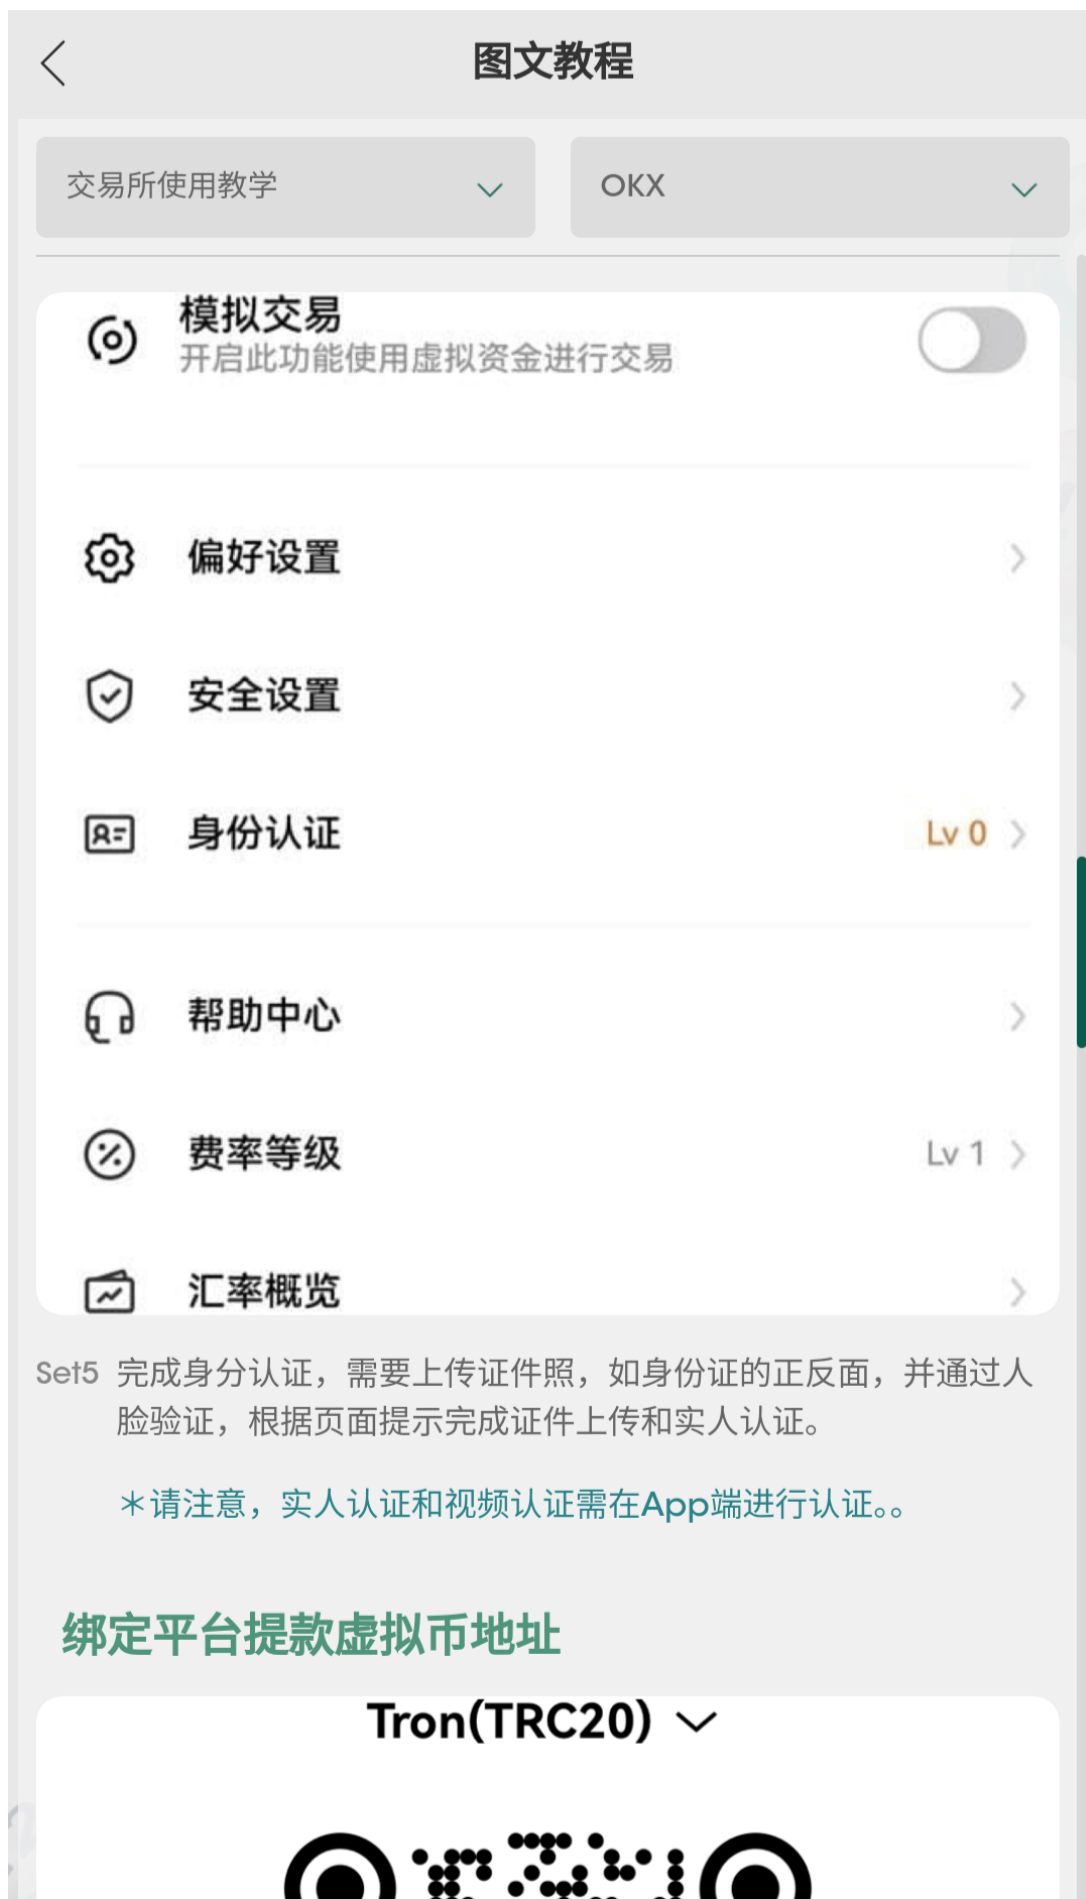 图文教程
交易所使用教学
OKX
模拟交易
开启此功能使用虚拟资金进行交易
偏好设置
安全设置
身份认证
Lv 0
帮助中心
费率等级
Lv 1
汇率概览
Set5 完成身分认证，需要上传证件照，如身份证的正反面，并通过人
脸验证，根据页面提示完成证件上传和实人认证。
＊请注意，实人认证和视频认证需在App端进行认证。。
绑定平台提款虚拟币地址
Tron(TRC20)